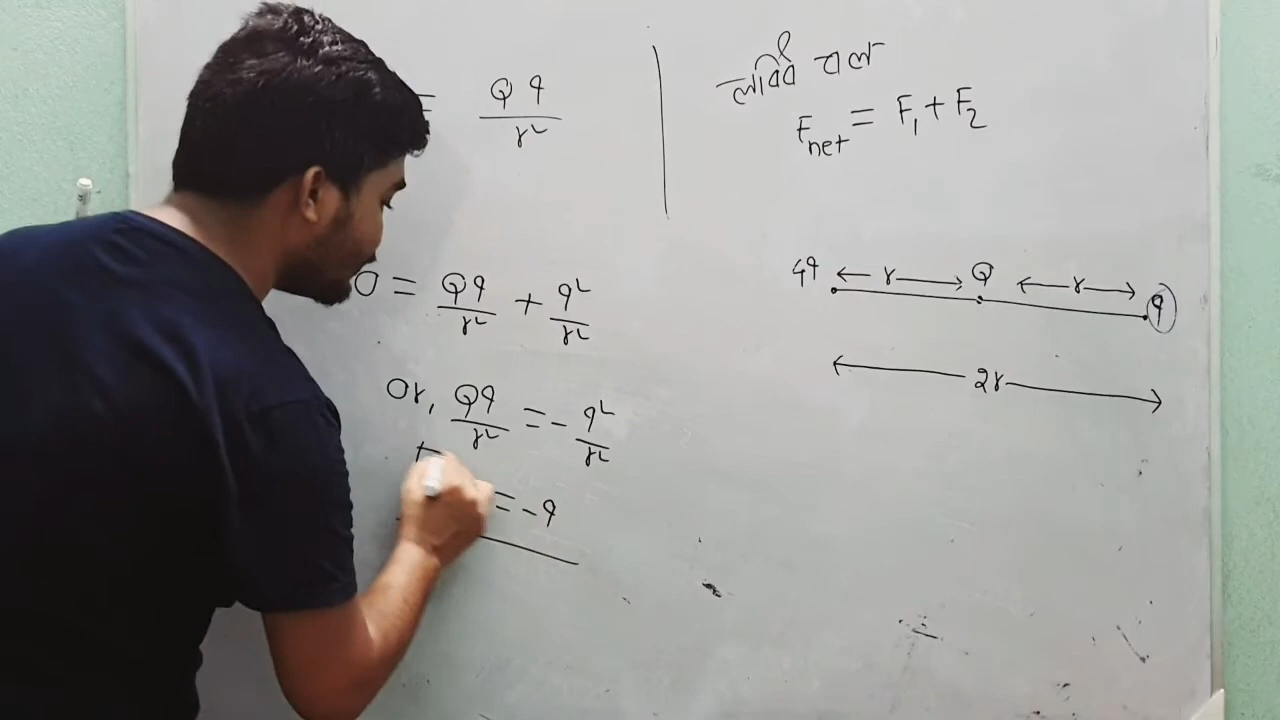 = Qq/r²
লব্ধি বল
F_net = F₁ + F₂
0 = Qq/r² + q²/r²
Or, Qq/r² = - q²/r²
= -q
4q ← r → Q ← r → q
← 2r →